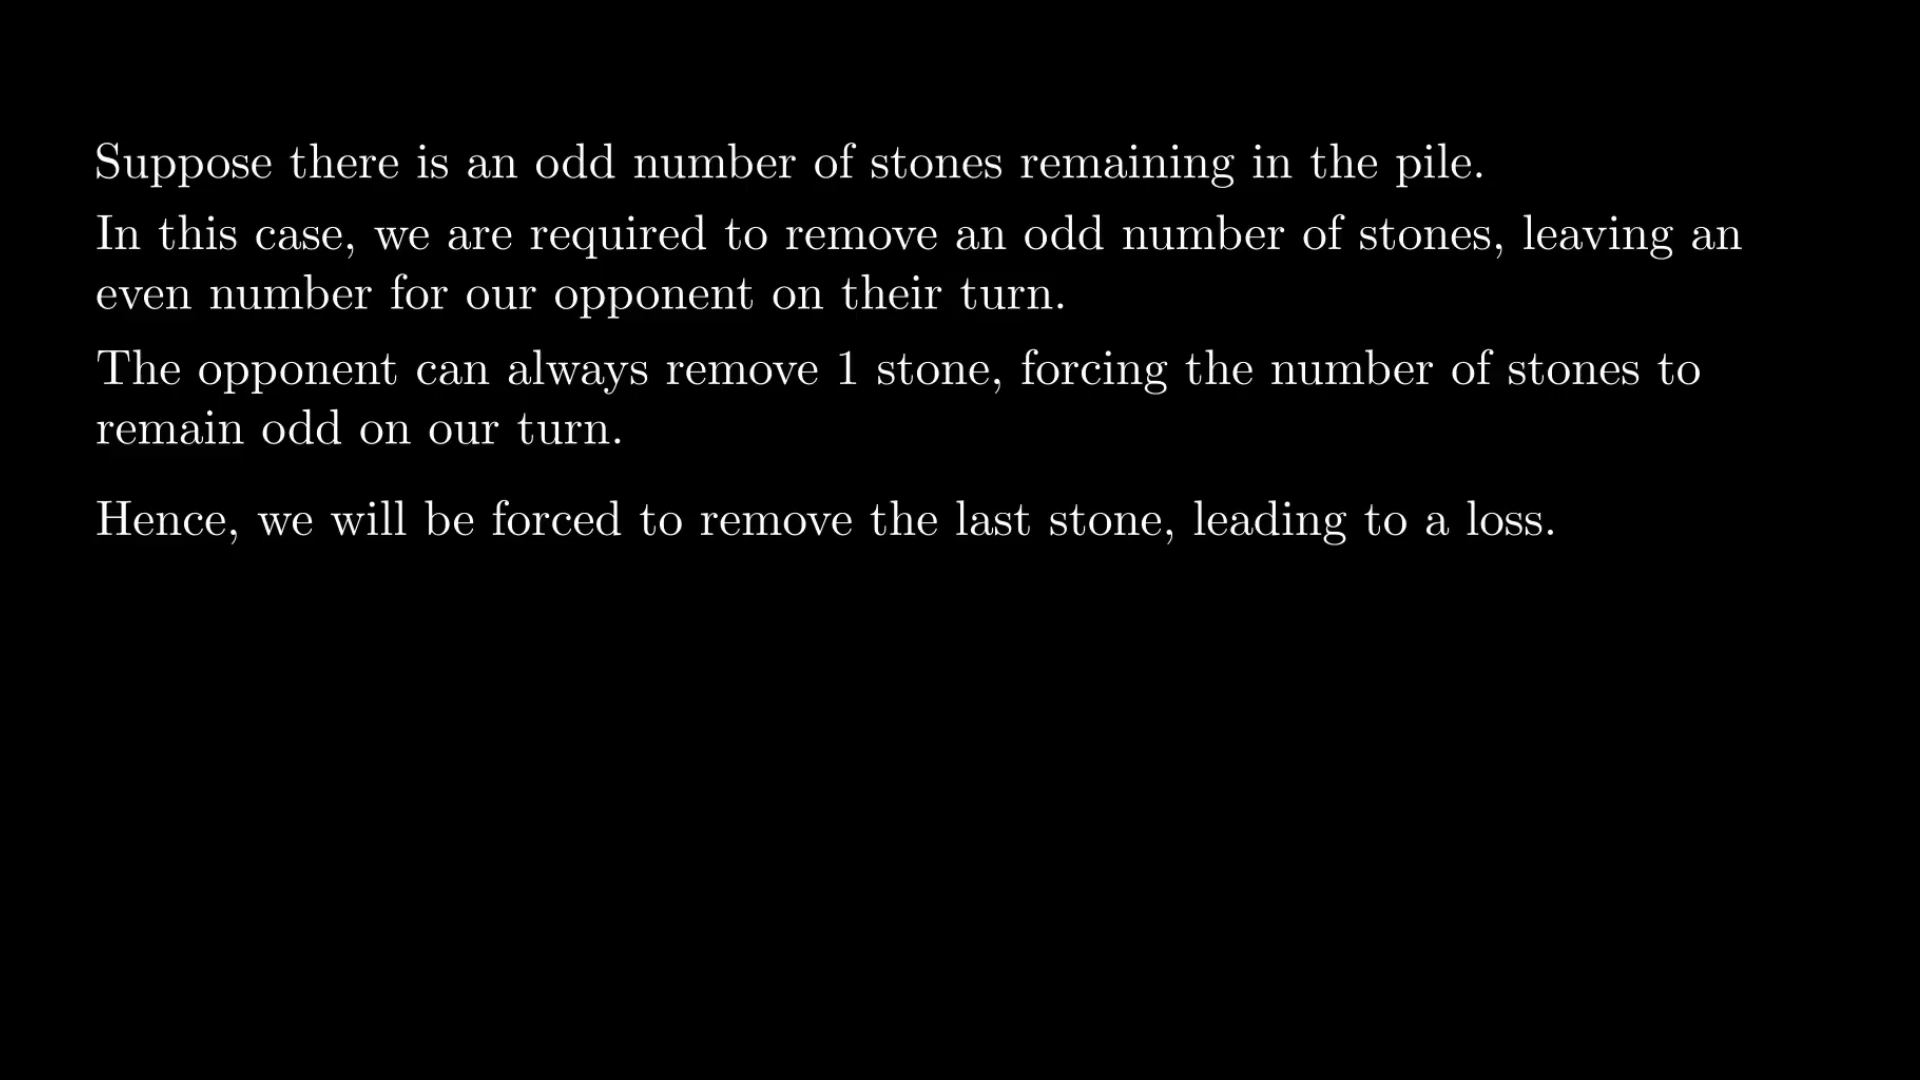 Suppose there is an odd number of stones remaining in the pile.
In this case, we are required to remove an odd number of stones, leaving an
even number for our opponent on their turn.
The opponent can always remove 1 stone, forcing the number of stones to
remain odd on our turn.
Hence, we will be forced to remove the last stone, leading to a loss.